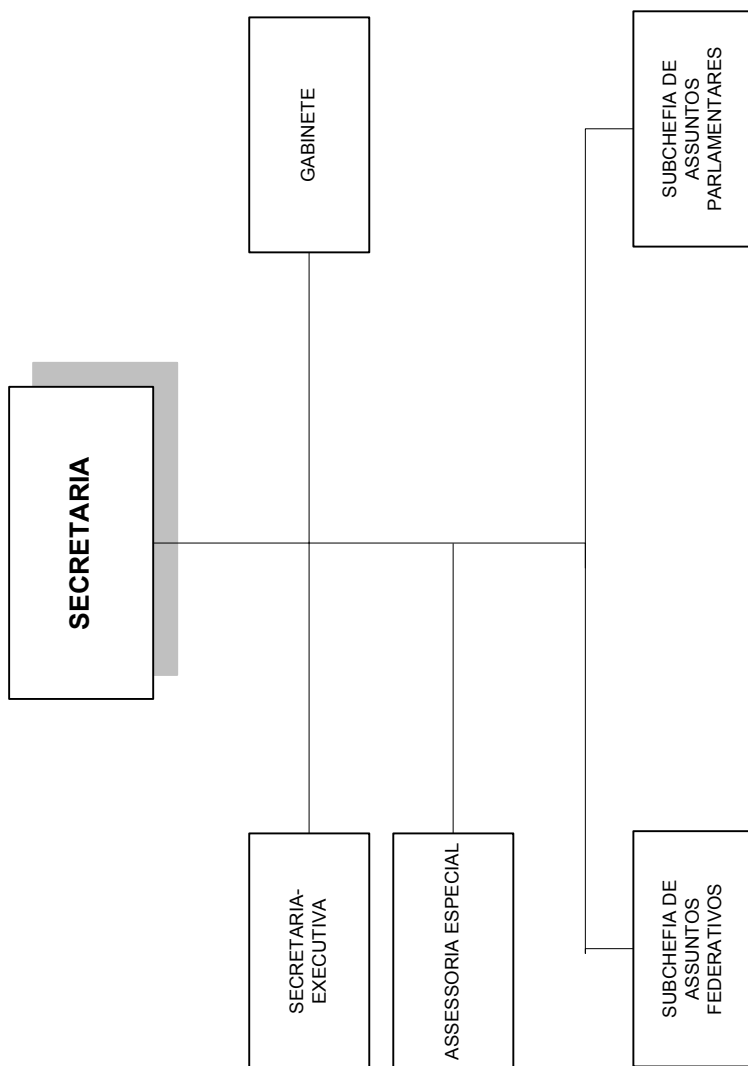 SECRETARIA
SECRETARIA-
EXECUTIVA
GABINETE
ASSESSORIA ESPECIAL
SUBCHEFIA DE
ASSUNTOS
FEDERATIVOS
SUBCHEFIA DE
ASSUNTOS
PARLAMENTARES